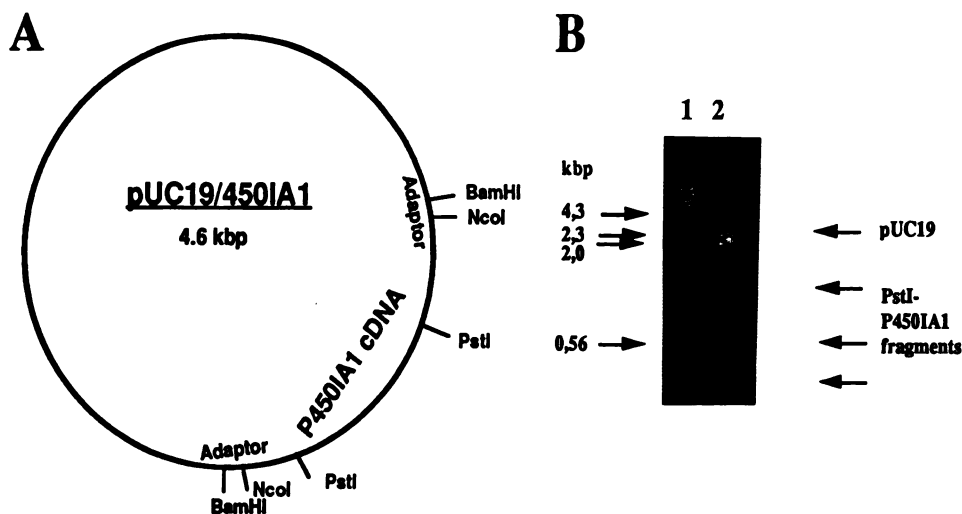 A
pUC19/450IA1
4.6 kbp
Adaptor
BamHI
NcoI
PstI
P450IA1 cDNA
PstI
Adaptor
NcoI
BamHI
B
1 2
kbp
4,3
2,3
2,0
0,56
pUC19
PstI-
P450IA1
fragments